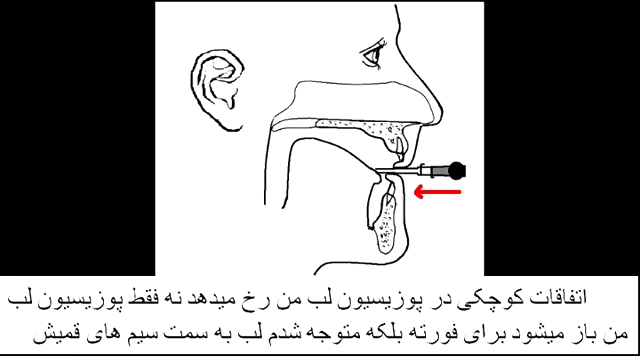 اتفاقات کوچکی در پوزیسیون لب من رخ میدهد نه فقط پوزیسیون لب
من باز میشود برای فورته بلکه متوجه شدم لب به سمت سیم های قمیش